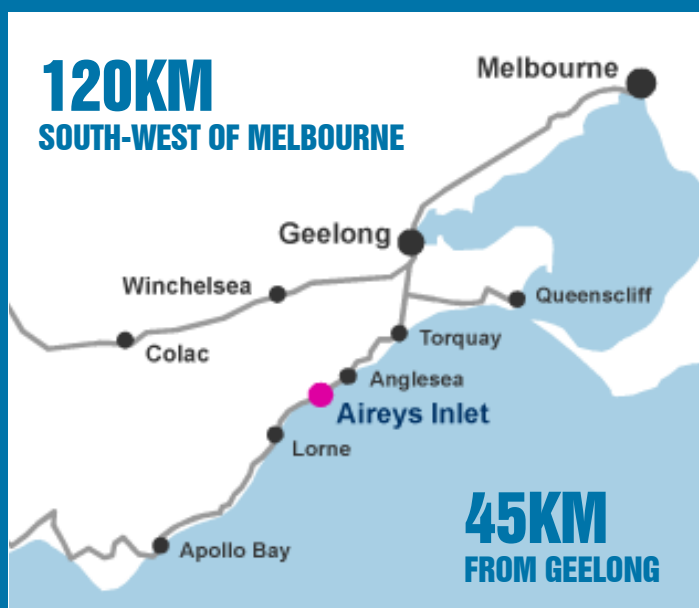 120KM
SOUTH-WEST OF MELBOURNE
Melbourne
Geelong
Winchelsea
Queenscliff
Colac
Torquay
Anglesea
Aireys Inlet
Lorne
Apollo Bay
45KM
FROM GEELONG